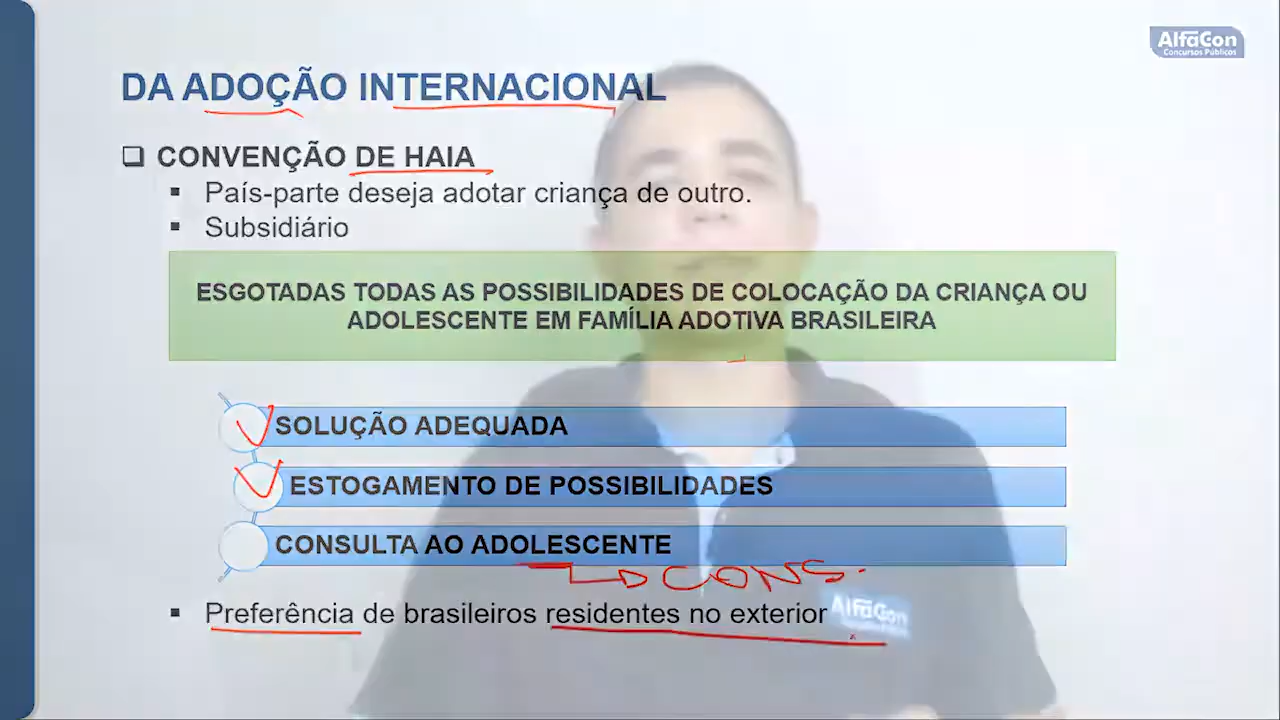 AlfaCon
Concursos Públicos
DA ADOÇÃO INTERNACIONAL
CONVENÇÃO DE HAIA
País-parte deseja adotar criança de outro.
Subsidiário
ESGOTADAS TODAS AS POSSIBILIDADES DE COLOCAÇÃO DA CRIANÇA OU
ADOLESCENTE EM FAMÍLIA ADOTIVA BRASILEIRA
SOLUÇÃO ADEQUADA
ESTOGAMENTO DE POSSIBILIDADES
CONSULTA AO ADOLESCENTE
CONS.
Preferência de brasileiros residentes no exterior
AlfaCon